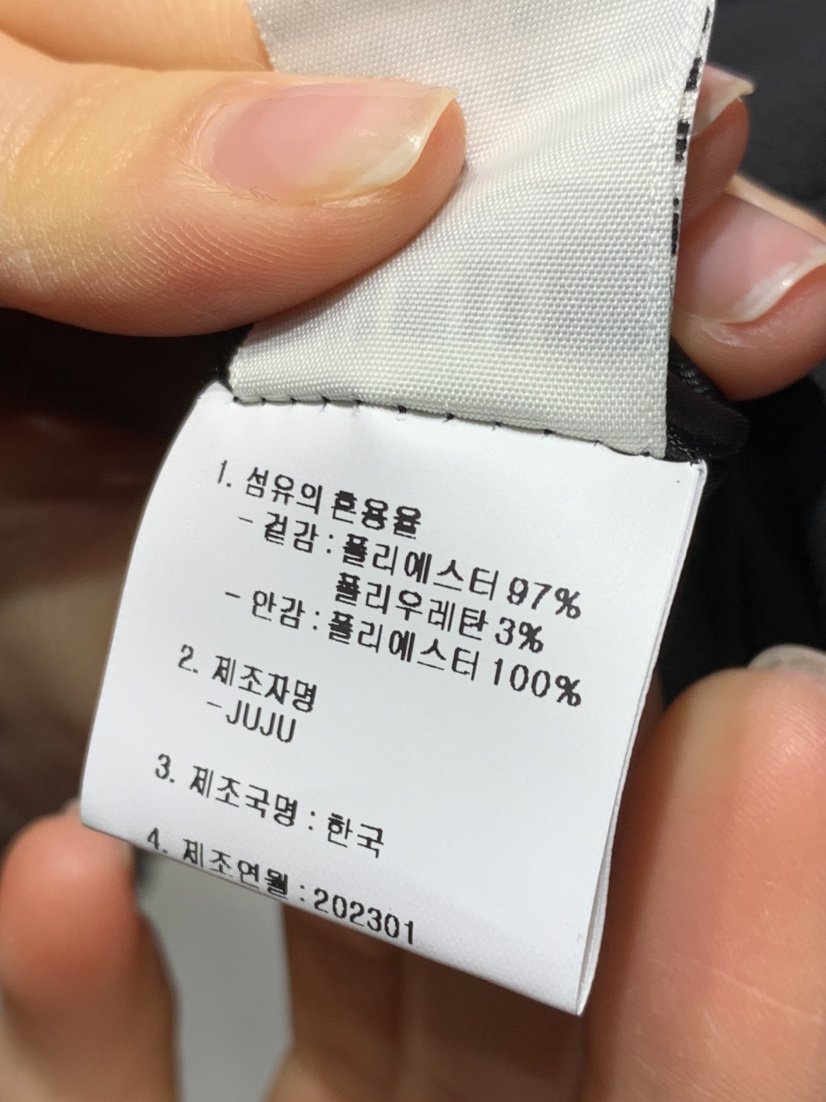 1. 섬유의 혼용율
- 겉감 : 폴리에스터 97%
폴리우레탄 3%
- 안감 : 폴리에스터 100%
2. 제조자명
-JUJU
3. 제조국명 : 한국
4. 제조연월 : 202301